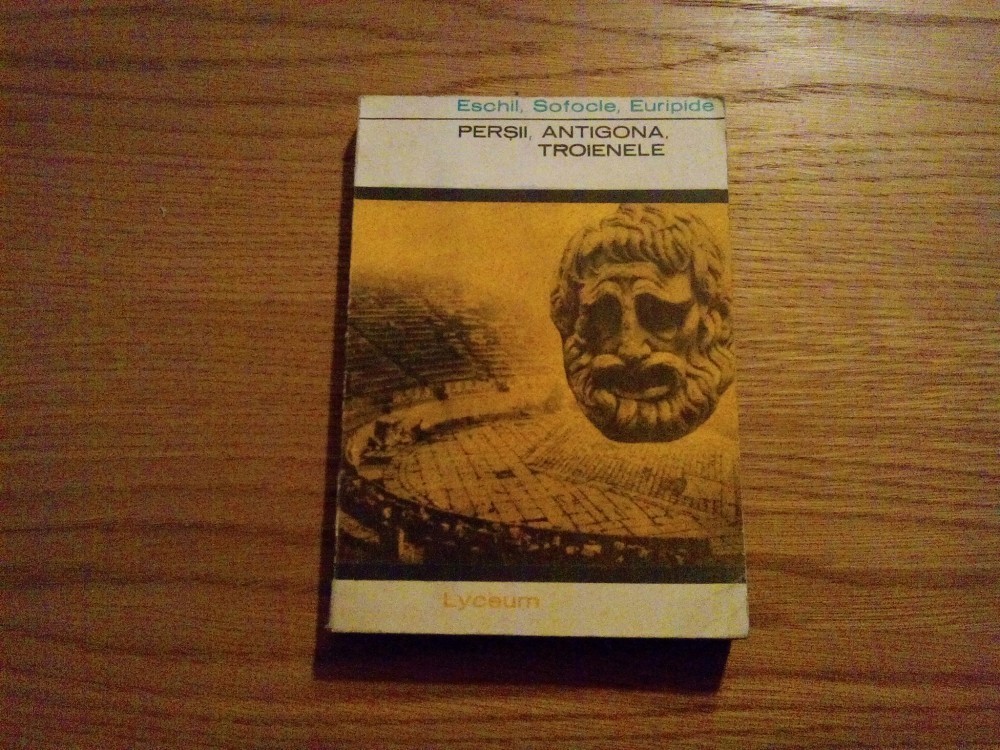 Eschil, Sofocle, Euripide
PERȘII, ANTIGONA,
TROIENELE
Lyceum